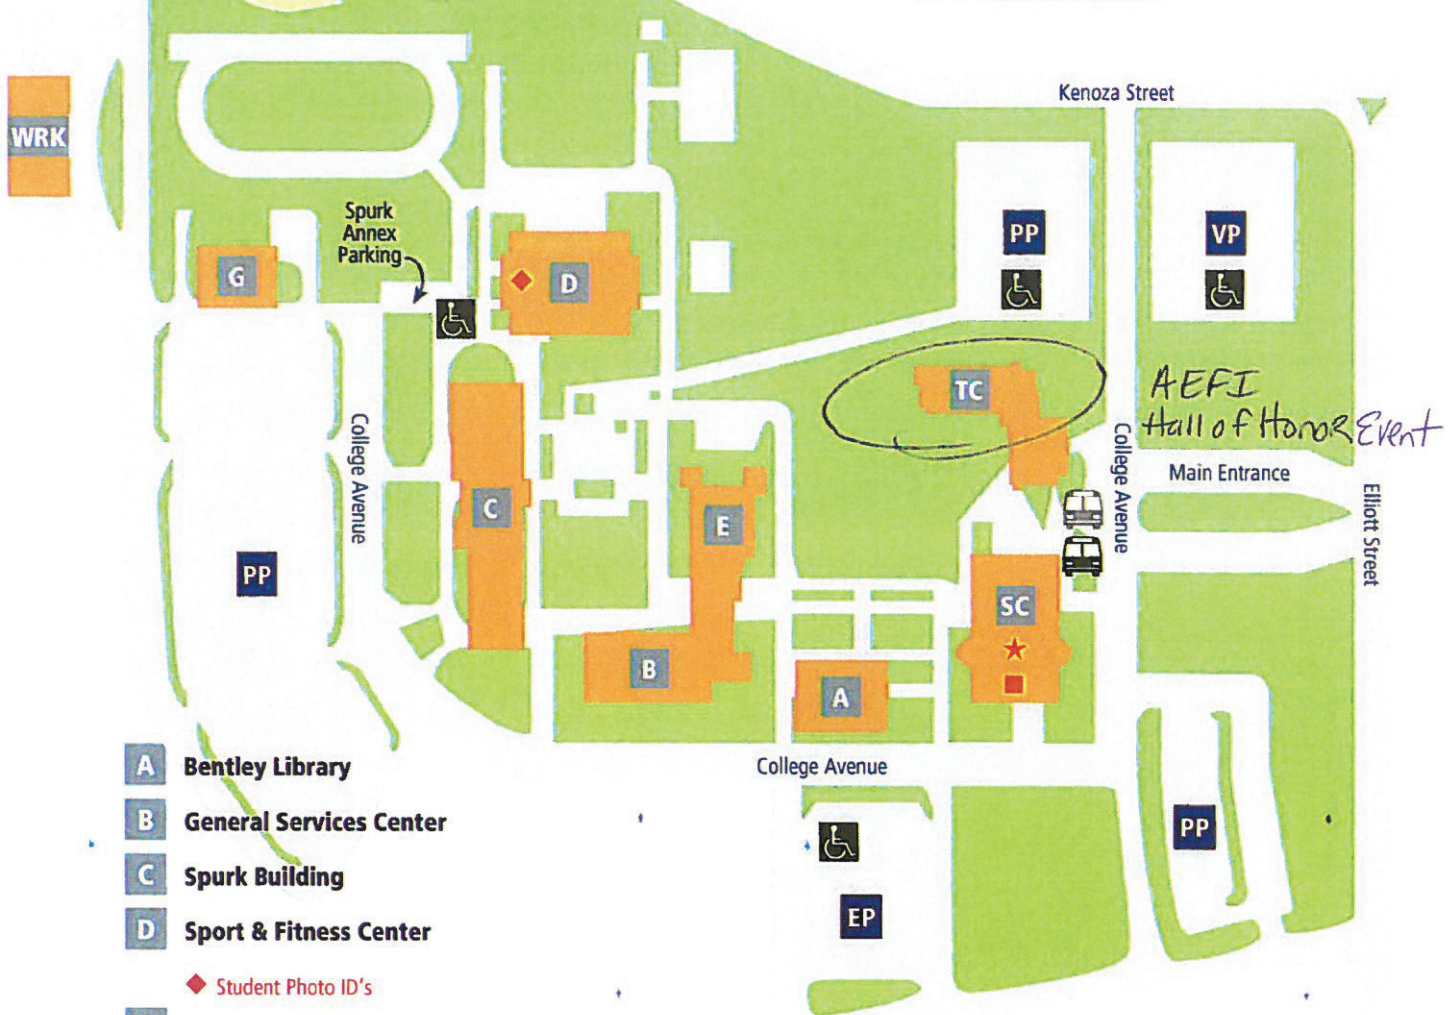 Kenoza Street
WRK
Spurk
Annex
Parking
PP
VP
G
D
TC
AEFI
Hall of Honor Event
College Avenue
College Avenue
Main Entrance
Elliott Street
C
E
PP
SC
B
A
College Avenue
PP
EP
A Bentley Library
B General Services Center
C Spurk Building
D Sport & Fitness Center
Student Photo ID's